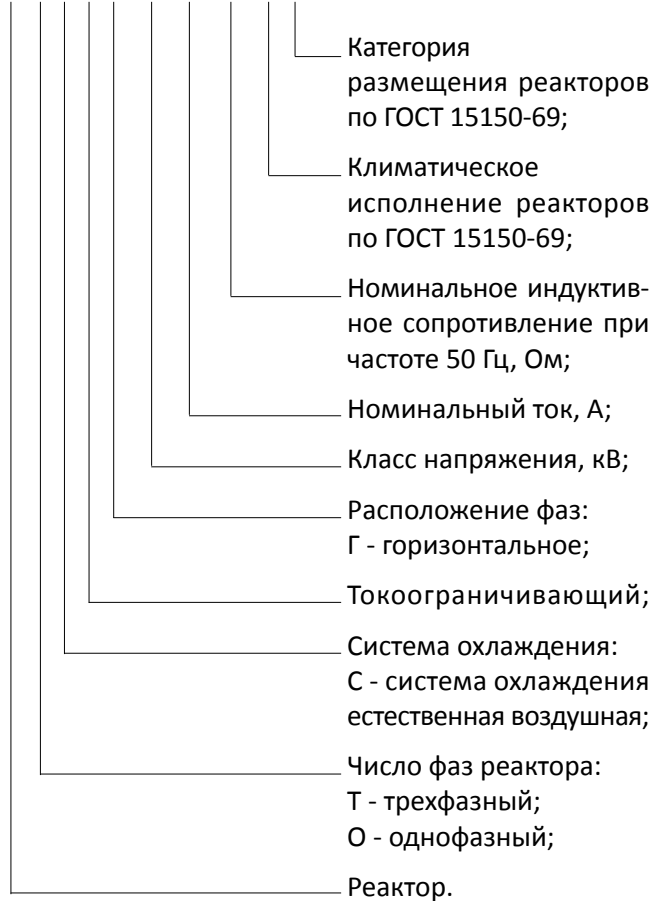 Категория
размещения реакторов
по ГОСТ 15150-69;
Климатическое
исполнение реакторов
по ГОСТ 15150-69;
Номинальное индуктив-
ное сопротивление при
частоте 50 Гц, Ом;
Номинальный ток, А;
Класс напряжения, кВ;
Расположение фаз:
Г - горизонтальное;
Токоограничивающий;
Система охлаждения:
С - система охлаждения
естественная воздушная;
Число фаз реактора:
Т - трехфазный;
О - однофазный;
Реактор.